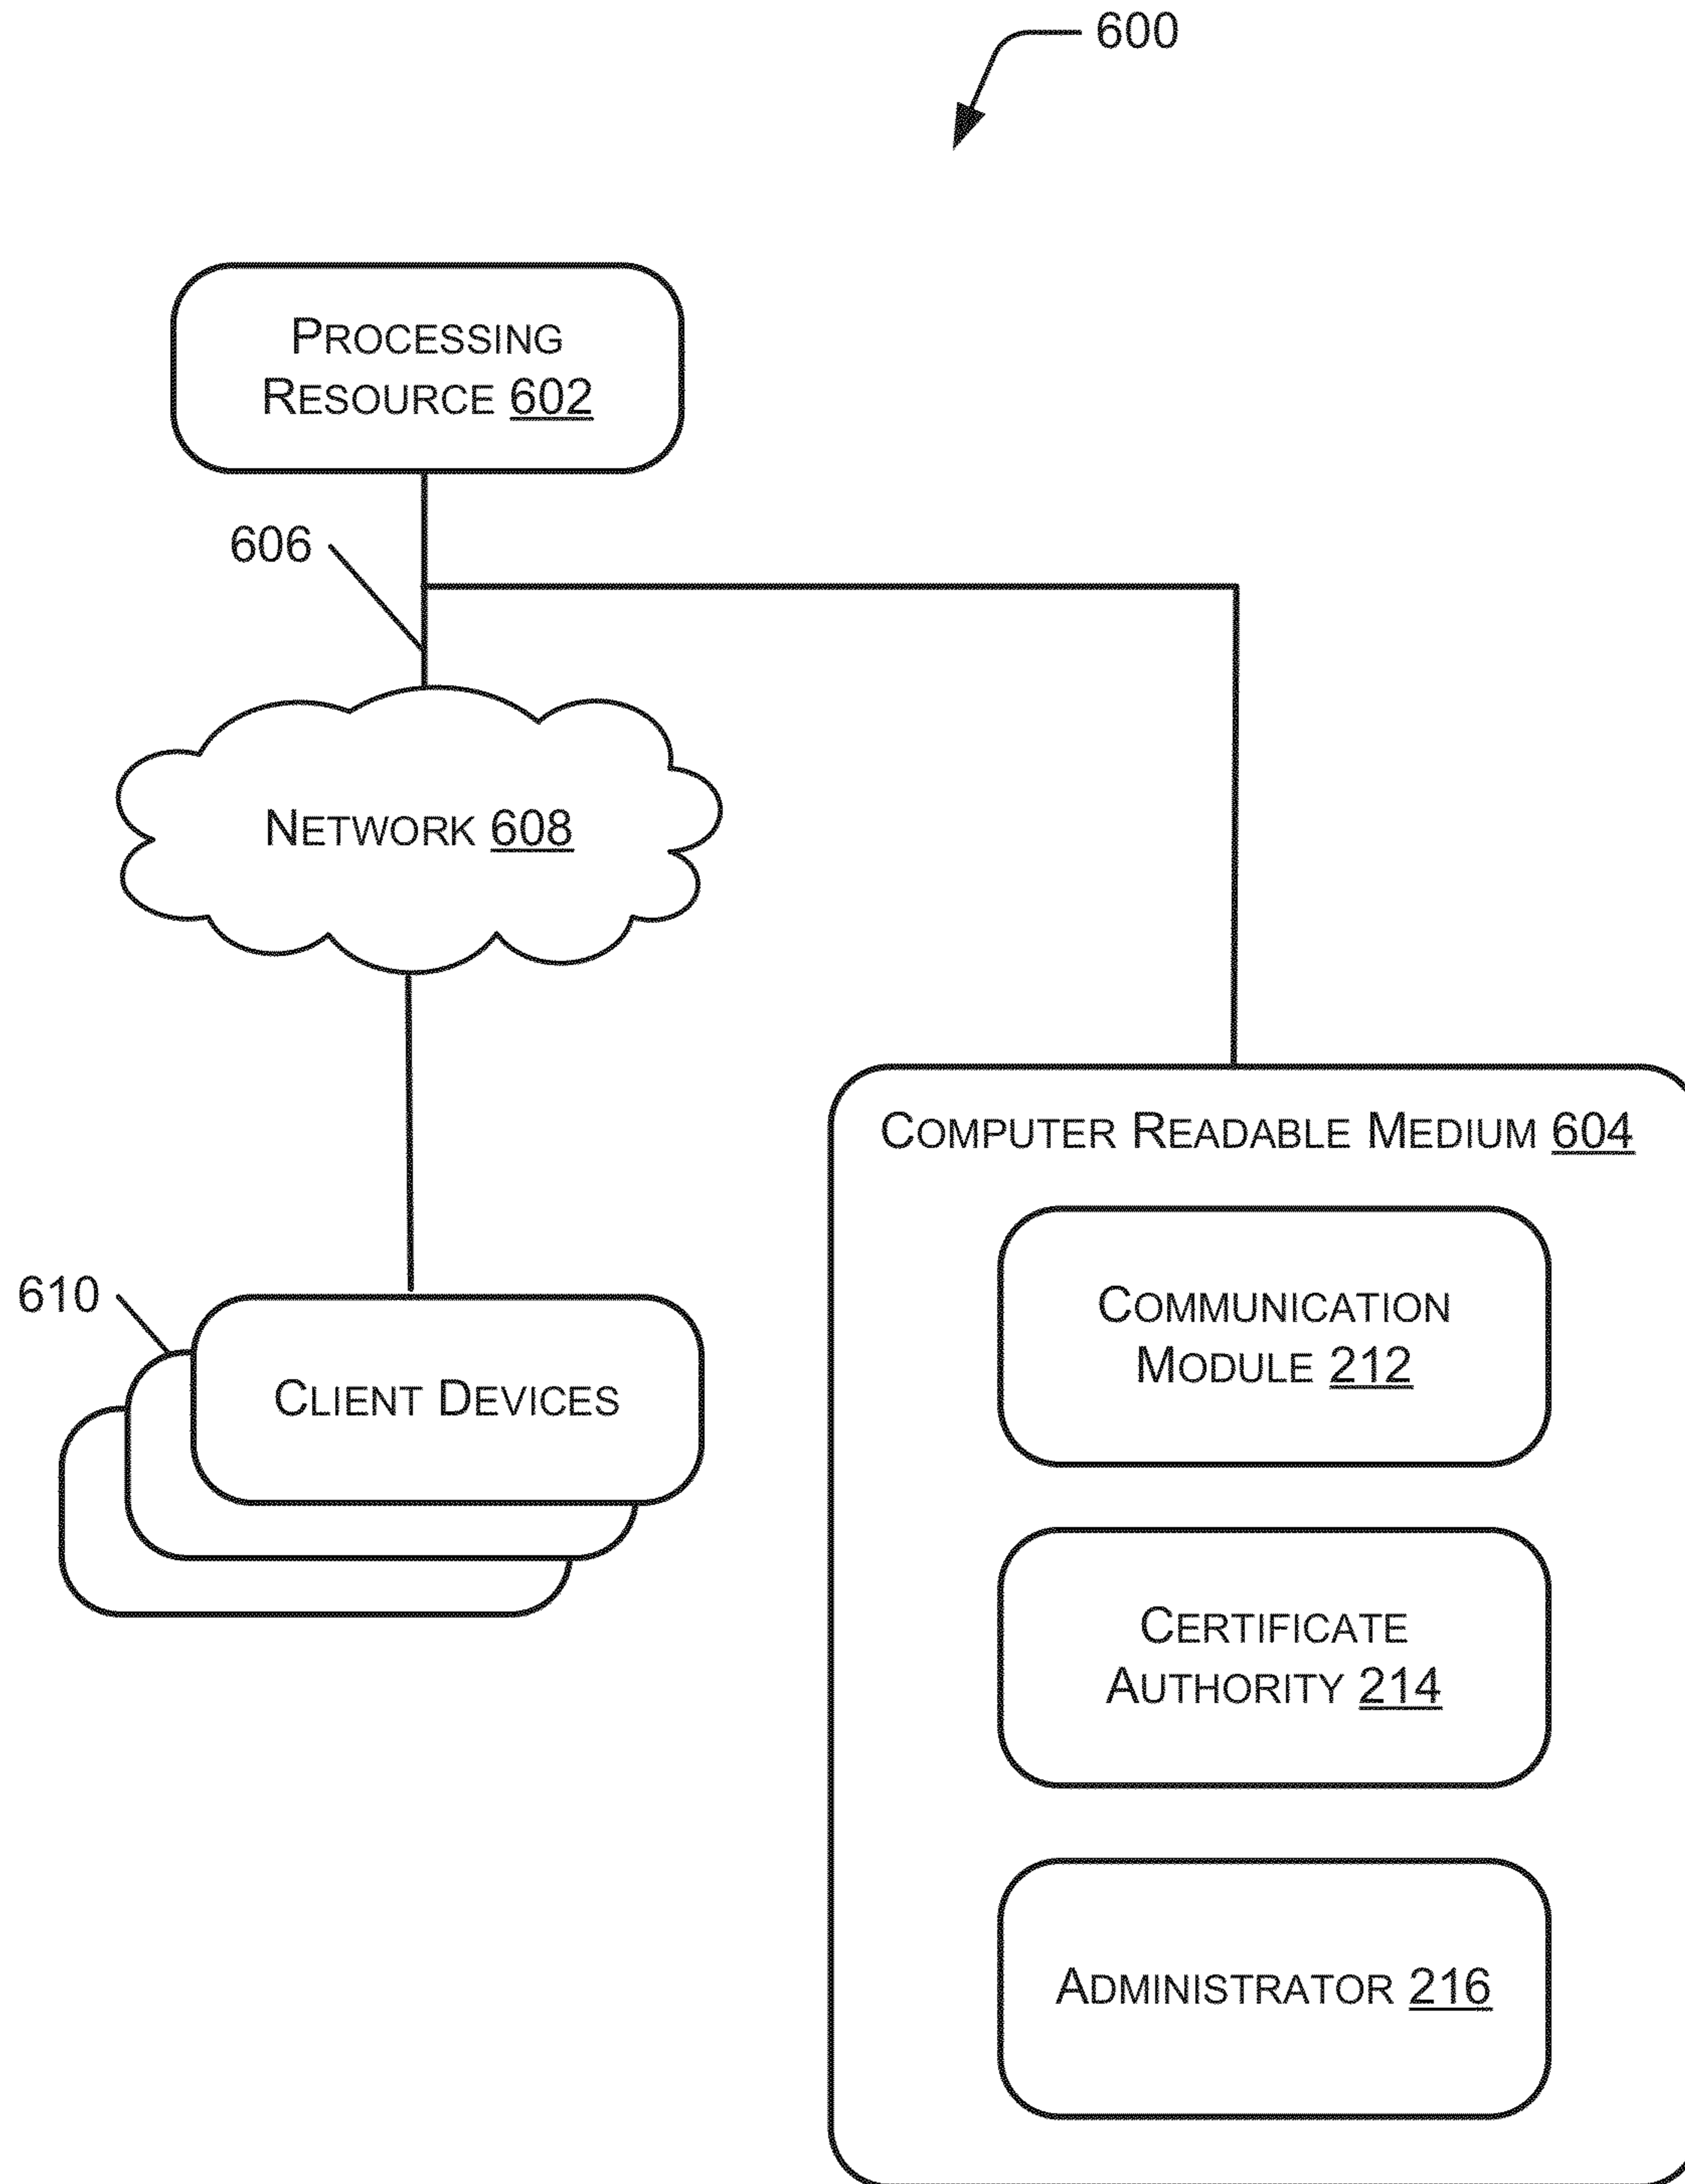 600
PROCESSING
RESOURCE 602
606
NETWORK 608
610
CLIENT DEVICES
COMPUTER READABLE MEDIUM 604
COMMUNICATION
MODULE 212
CERTIFICATE
AUTHORITY 214
ADMINISTRATOR 216